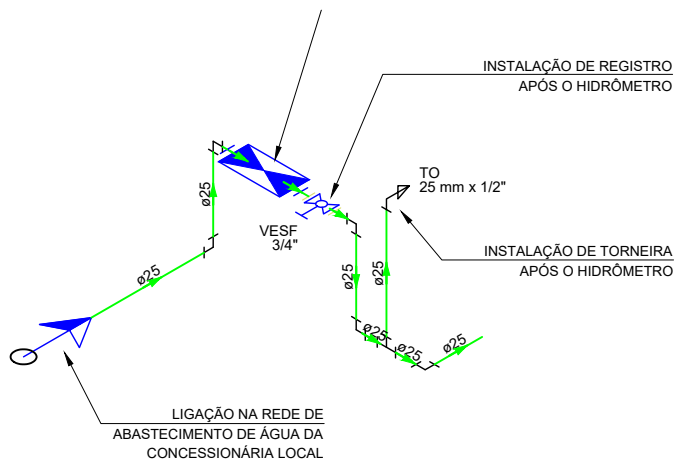 INSTALAÇÃO DE REGISTRO
APÓS O HIDRÔMETRO
TO
25 mm x 1/2"
VESF
3/4"
INSTALAÇÃO DE TORNEIRA
APÓS O HIDRÔMETRO
ø25
ø25
ø25
ø25
ø25
ø25
ø25
LIGAÇÃO NA REDE DE
ABASTECIMENTO DE ÁGUA DA
CONCESSIONÁRIA LOCAL